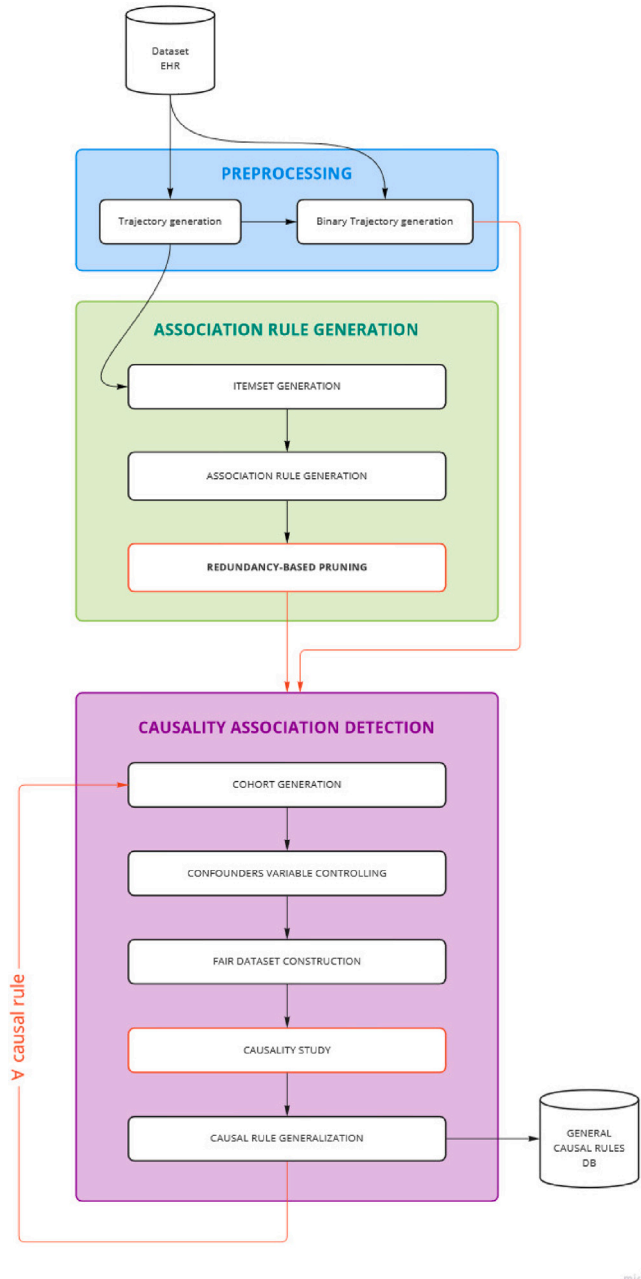 Dataset
EHR
PREPROCESSING
Trajectory generation
Binary Trajectory generation
ASSOCIATION RULE GENERATION
ITEMSET GENERATION
ASSOCIATION RULE GENERATION
REDUNDANCY-BASED PRUNING
CAUSALITY ASSOCIATION DETECTION
COHORT GENERATION
CONFOUNDERS VARIABLE CONTROLLING
FAIR DATASET CONSTRUCTION
∀ causal rule
CAUSALITY STUDY
CAUSAL RULE GENERALIZATION
GENERAL
CAUSAL RULES
DB